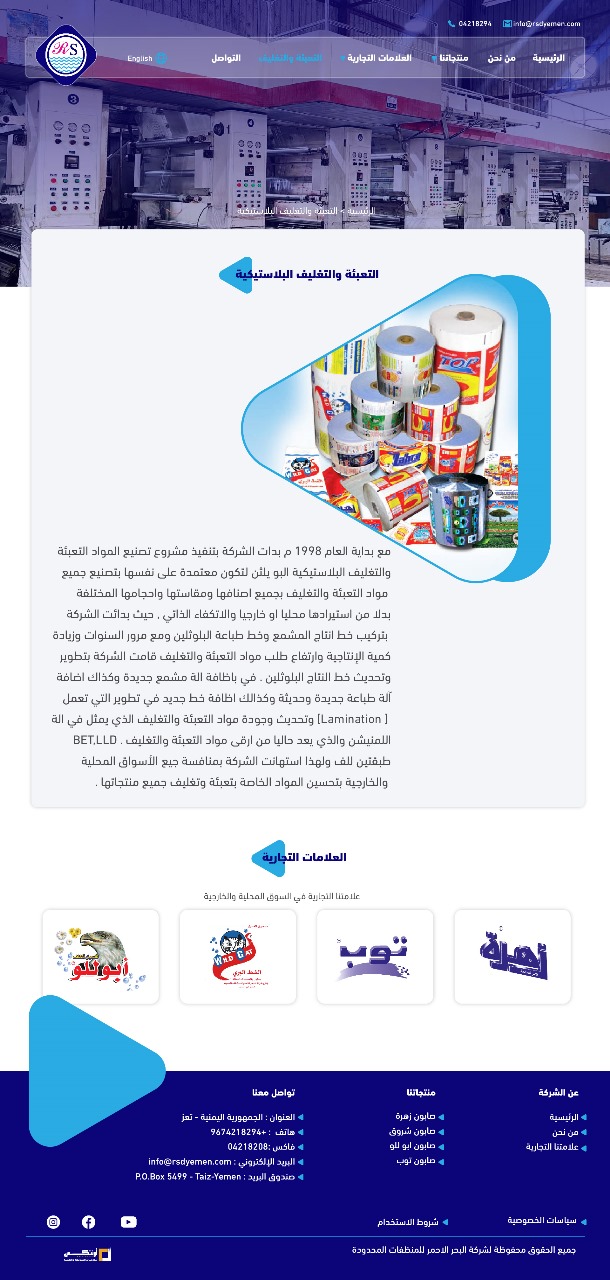 info@rsdyemen.com
04218294
RS
الرئيسية
من نحن
منتجاتنا
العلامات التجارية
التعبئة والتغليف
التواصل
English
الرئيسية > التعبئة والتغليف البلاستيكية
التعبئة والتغليف البلاستيكية
مع بداية العام 1998 م بدات الشركة بتنفيذ مشروع تصنيع المواد التعبئة
والتغليف البلاستيكية البو يلثن لتكون معتمدة على نفسها بتصنيع جميع
مواد التعبئة والتغليف بجميع اصنافها ومقاستها واحجامها المختلفة
بدلا من استيرادها محليا او خارجيا والاتكفاء الذاتي , حيث بدائت الشركة
بتركيب خط انتاج المشمع وخط طباعة البلوثلين ومع مرور السنوات وزيادة
كمية الإنتاجية وارتفاع طلب مواد التعبئة والتغليف قامت الشركة بتطوير
وتحديث خط النتاج البلوثلين . في باظافة الة مشمع جديدة وكذاك اضافة
آلة طباعة جديدة وحديثة وكذالك اظافة خط جديد في تطوير التي تعمل
[ Lamination] وتحديث وجودة مواد التعبئة والتغليف الذي يمثل في الة
اللمنيشن والذي يعد حاليا من ارقى مواد التعبئة والتغليف . BET,LLD
طبقتين للف ولهذا استهانت الشركة بمنافسة جيع الأسواق المحلية
والخارجية بتحسين المواد الخاصة بتعبئة وتغليف جميع منتجاتها .
العلامات التجارية
علامتنا التجارية في السوق المحلية والخارجية
توب
WILD CAT
القط البري
أبو للو
عن الشركة
الرئيسية
من نحن
علامتنا التجارية
منتجاتنا
صابون زهرة
صابون شروق
صابون ابو للو
صابون توب
تواصل معنا
العنوان : الجمهورية اليمنية - تعز
هاتف : +9674218294
فاكس :04218208
البريد الإلكتروني : info@rsdyemen.com
صندوق البريد : P.O.Box 5499 - Taiz-Yemen
سياسات الخصوصية
شروط الاستخدام
جميع الحقوق محفوظة لشركة البحر الاحمر للمنظفات المحدودة